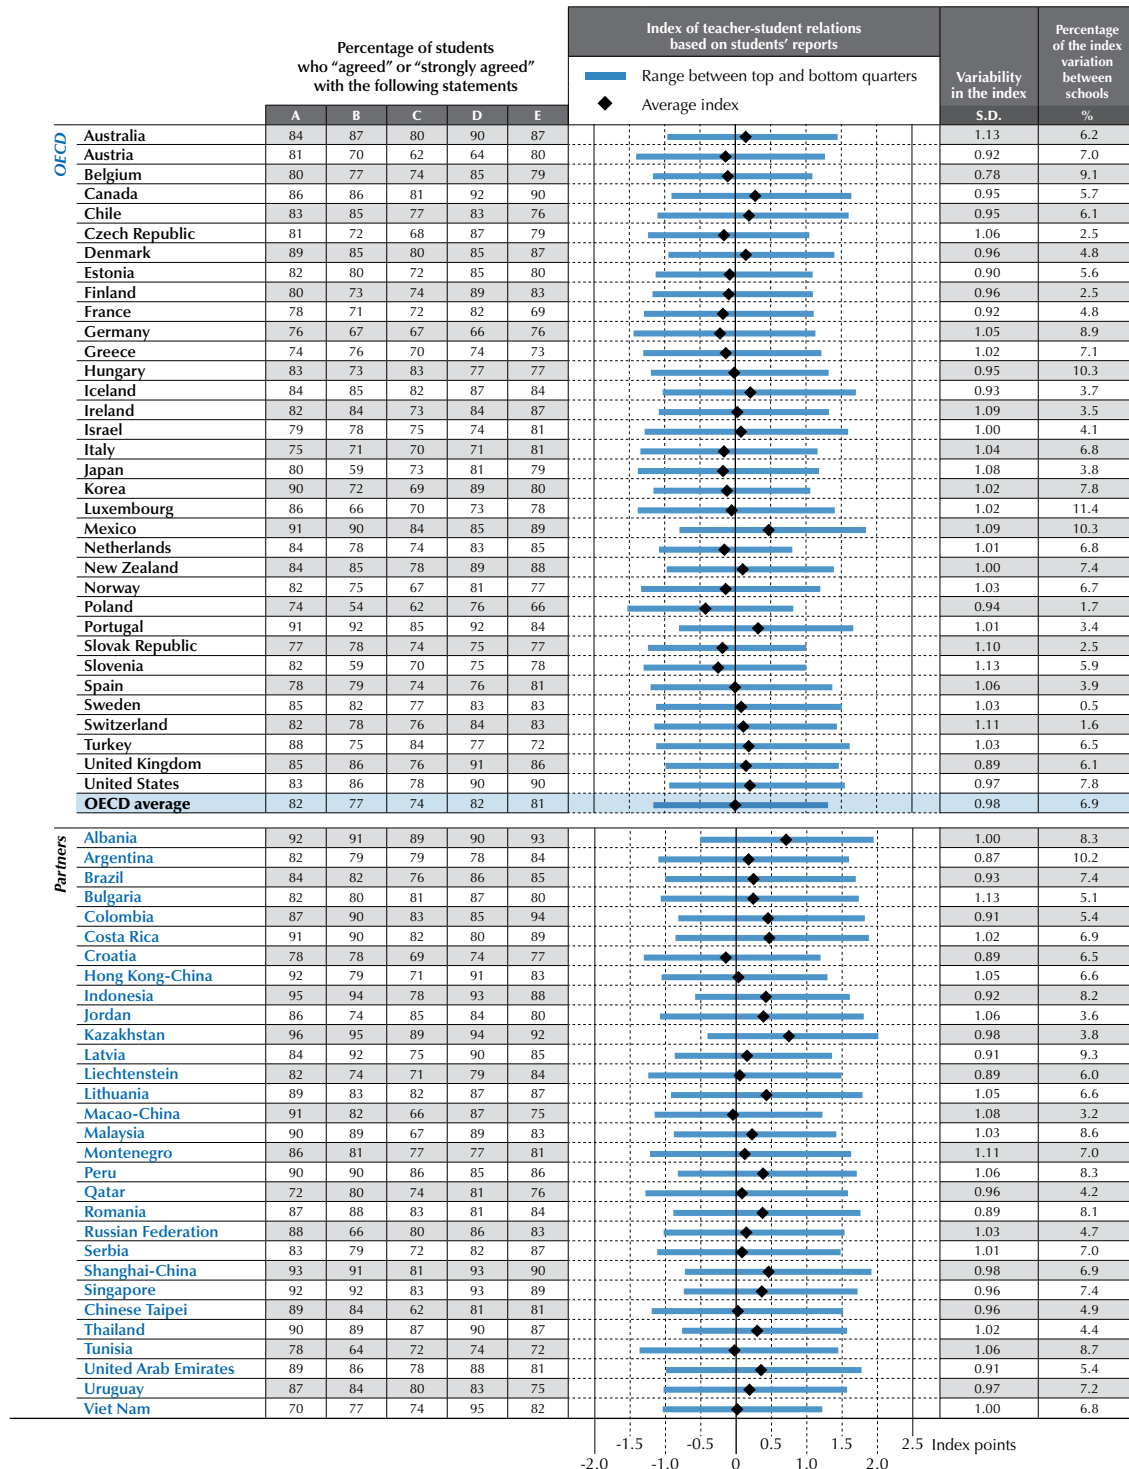 Percentage of students
who “agreed” or “strongly agreed”
with the following statements
Index of teacher-student relations
based on students’ reports
Range between top and bottom quarters
Average index
Variability
in the index
Percentage
of the index
variation
between
schools
A B C D E S.D. %
OECD
Australia 84 87 80 90 87 1.13 6.2
Austria 81 70 62 64 80 0.92 7.0
Belgium 80 77 74 85 79 0.78 9.1
Canada 86 86 81 92 90 0.95 5.7
Chile 83 85 77 83 76 0.95 6.1
Czech Republic 81 72 68 87 79 1.06 2.5
Denmark 89 85 80 85 87 0.96 4.8
Estonia 82 80 72 85 80 0.90 5.6
Finland 80 73 74 89 83 0.96 2.5
France 78 71 72 82 69 0.92 4.8
Germany 76 67 67 66 76 1.05 8.9
Greece 74 76 70 74 73 1.02 7.1
Hungary 83 73 83 77 77 0.95 10.3
Iceland 84 85 82 87 84 0.93 3.7
Ireland 82 84 73 84 87 1.09 3.5
Israel 79 78 75 74 81 1.00 4.1
Italy 75 71 70 71 81 1.04 6.8
Japan 80 59 73 81 79 1.08 3.8
Korea 90 72 69 89 80 1.02 7.8
Luxembourg 86 66 70 73 78 1.02 11.4
Mexico 91 90 84 85 89 1.09 10.3
Netherlands 84 78 74 83 85 1.01 6.8
New Zealand 84 85 78 89 88 1.00 7.4
Norway 82 75 67 81 77 1.03 6.7
Poland 74 54 62 76 66 0.94 1.7
Portugal 91 92 85 92 84 1.01 3.4
Slovak Republic 77 78 74 75 77 1.10 2.5
Slovenia 82 59 70 75 78 1.13 5.9
Spain 78 79 74 76 81 1.06 3.9
Sweden 85 82 77 83 83 1.03 0.5
Switzerland 82 78 76 84 83 1.11 1.6
Turkey 88 75 84 77 72 1.03 6.5
United Kingdom 85 86 76 91 86 0.89 6.1
United States 83 86 78 90 90 0.97 7.8
OECD average 82 77 74 82 81 0.98 6.9
Partners
Albania 92 91 89 90 93 1.00 8.3
Argentina 82 79 79 78 84 0.87 10.2
Brazil 84 82 76 86 85 0.93 7.4
Bulgaria 82 80 81 87 80 1.13 5.1
Colombia 87 90 83 85 94 0.91 5.4
Costa Rica 91 90 82 80 89 1.02 6.9
Croatia 78 78 69 74 77 0.89 6.5
Hong Kong-China 92 79 71 91 83 1.05 6.6
Indonesia 95 94 78 93 88 0.92 8.2
Jordan 86 74 85 84 80 1.06 3.6
Kazakhstan 96 95 89 94 92 0.98 3.8
Latvia 84 92 75 90 85 0.91 9.3
Liechtenstein 82 74 71 79 84 0.89 6.0
Lithuania 89 83 82 87 87 1.05 6.6
Macao-China 91 82 66 87 75 1.08 3.2
Malaysia 90 89 67 89 83 1.03 8.6
Montenegro 86 81 77 77 81 1.11 7.0
Peru 90 90 86 85 86 1.06 8.3
Qatar 72 80 74 81 76 0.96 4.2
Romania 87 88 83 81 84 0.89 8.1
Russian Federation 88 66 80 86 83 1.03 4.7
Serbia 83 79 72 82 87 1.01 7.0
Shanghai-China 93 91 81 93 90 0.98 6.9
Singapore 92 92 83 93 89 0.96 7.4
Chinese Taipei 89 84 62 81 81 0.96 4.9
Thailand 90 89 87 90 87 1.02 4.4
Tunisia 78 64 72 74 72 1.06 8.7
United Arab Emirates 89 86 78 88 81 0.91 5.4
Uruguay 87 84 80 83 75 0.97 7.2
Viet Nam 70 77 74 95 82 1.00 6.8
-1.5 -0.5 0.5 1.5 2.5 Index points
-2.0 -1.0 0 1.0 2.0